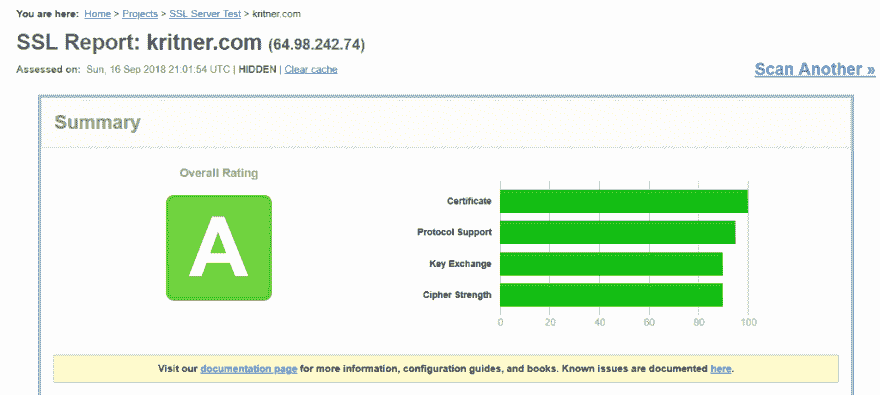 You are here: Home > Projects > SSL Server Test > kritner.com
SSL Report: kritner.com (64.98.242.74)
Assessed on: Sun, 16 Sep 2018 21:01:54 UTC | HIDDEN | Clear cache
Scan Another »
Summary
Overall Rating
A
Certificate
Protocol Support
Key Exchange
Cipher Strength
0 20 40 60 80 100
Visit our documentation page for more information, configuration guides, and books. Known issues are documented here.